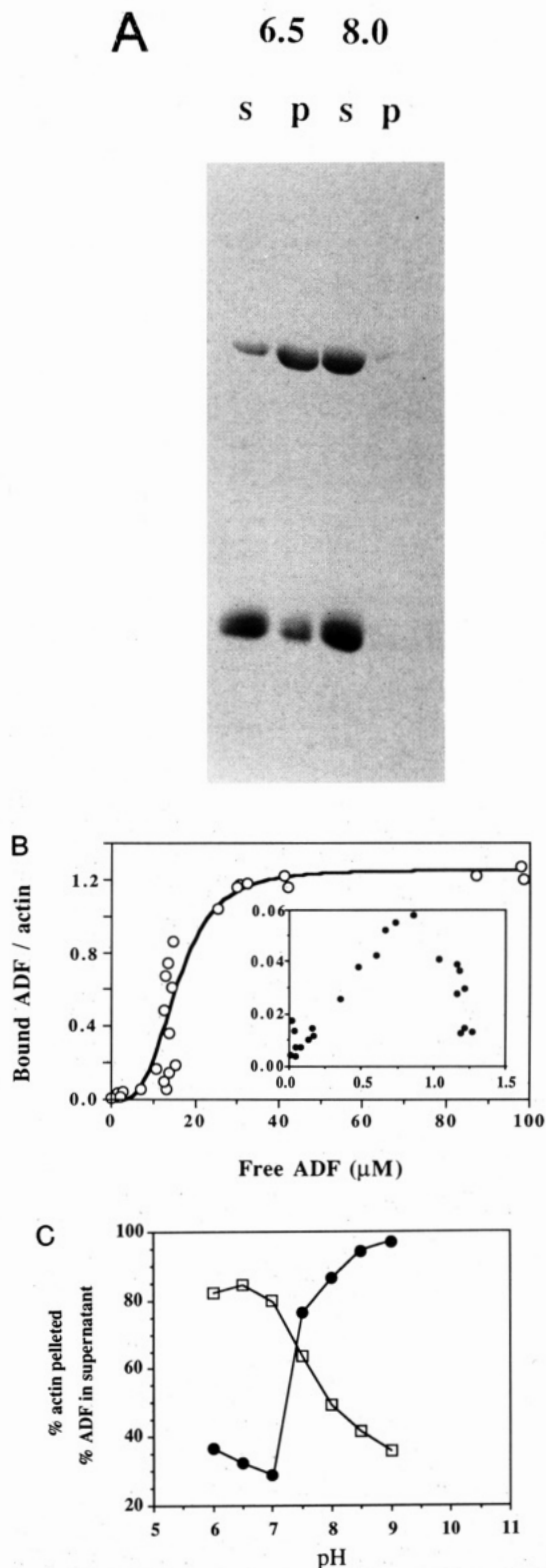 A
6.5 8.0
s p s p
B
Bound ADF / actin
1.2
0.8
0.4
0.0
0.06
0.04
0.02
0.00
0.0 0.5 1.0 1.5
0 20 40 60 80 100
Free ADF (µM)
C
% actin pelleted
% ADF in supernatant
100
80
60
40
20
5 6 7 8 9 10 11
pH